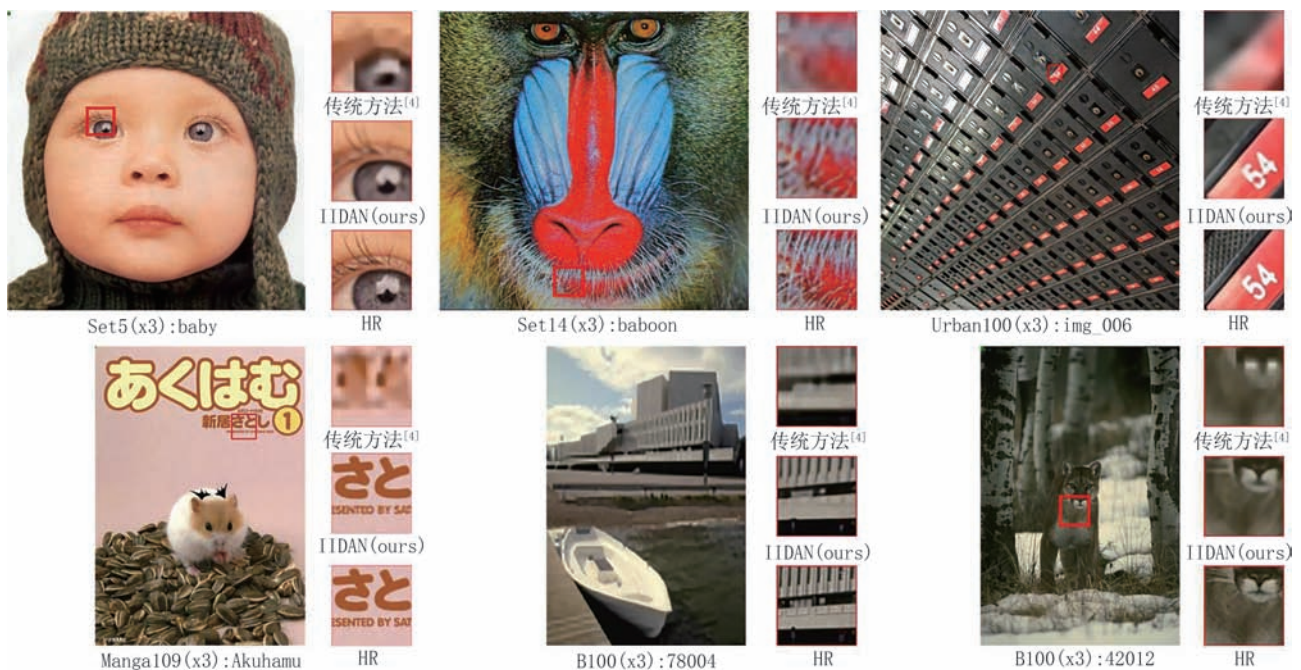 传统方法[4]
IIDAN(ours)
HR
Set5(x3):baby
传统方法[4]
IIDAN(ours)
HR
Set14(x3):baboon
传统方法[4]
54
IIDAN(ours)
54
HR
Urban100(x3):img_006
あくはむ
新居さとし
1
传统方法[4]
さと
ESENTED BY SAT
IIDAN(ours)
さと
ESENTED BY SAT
HR
Manga109(x3):Akuhamu
传统方法[4]
IIDAN(ours)
HR
B100(x3):78004
传统方法[4]
IIDAN(ours)
HR
B100(x3):42012